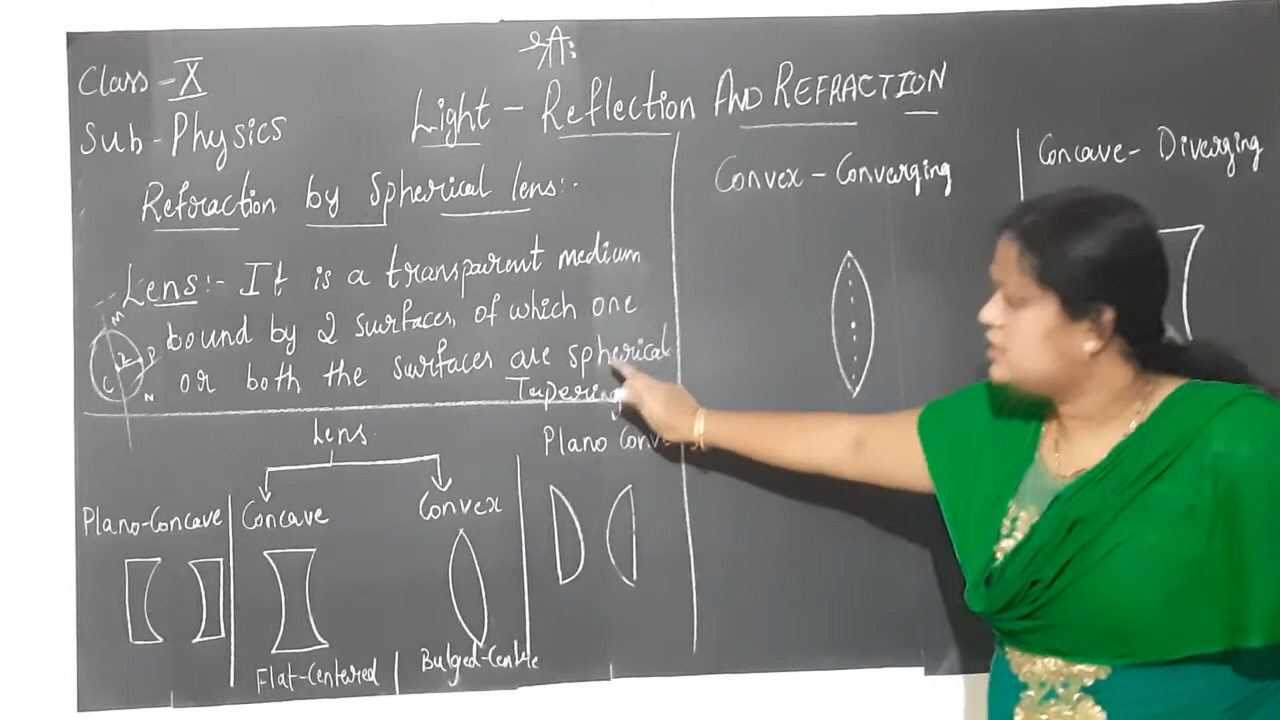 Class - X
Sub - Physics
Light - Reflection AND REFRACTION
Refraction by Spherical lens:-
Lens:- It is a transparent medium
bound by 2 surfaces, of which one
or both the surfaces are spherical
Tapering
M
P
C
N
Lens
Plano-Concave
Concave
Convex
Plano Conv
Flat-Centered
Bulged-Centre
Convex - Converging
Concave - Diverging